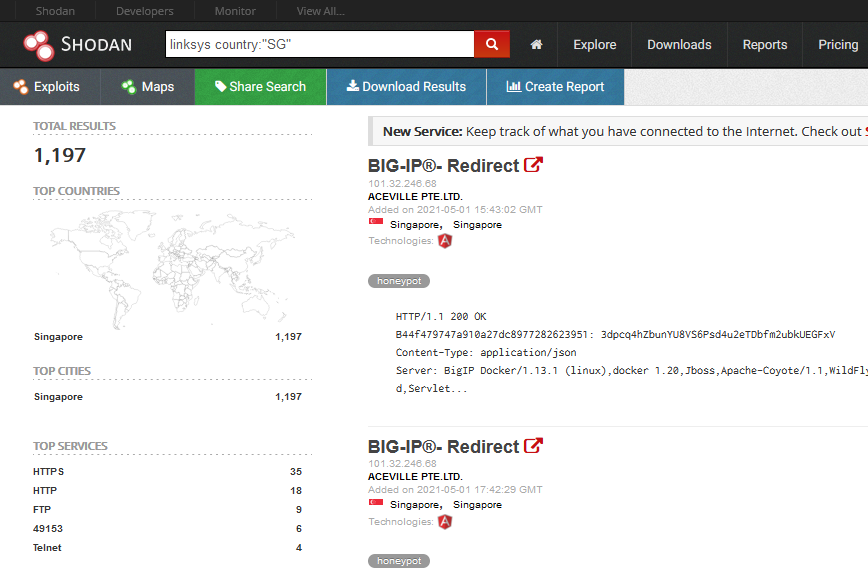 Shodan Developers Monitor View All...
SHODAN linksys country:"SG" Explore Downloads Reports Pricing
Exploits Maps Share Search Download Results Create Report
TOTAL RESULTS
1,197
TOP COUNTRIES
Singapore 1,197
TOP CITIES
Singapore 1,197
TOP SERVICES
HTTPS 35
HTTP 18
FTP 9
49153 6
Telnet 4
New Service: Keep track of what you have connected to the Internet. Check out
BIG-IP®- Redirect
101.32.246.68
ACEVILLE PTE.LTD.
Added on 2021-05-01 15:43:02 GMT
Singapore, Singapore
Technologies:
honeypot
HTTP/1.1 200 OK
B44f479747a910a27dc8977282623951: 3dpcq4hZbunYU8VS6Psd4u2eTDbfm2ubkUEGFxV
Content-Type: application/json
Server: BigIP Docker/1.13.1 (linux),docker 1.20,Jboss,Apache-Coyote/1.1,WildFly
d,Servlet...
BIG-IP®- Redirect
101.32.246.68
ACEVILLE PTE.LTD.
Added on 2021-05-01 17:42:29 GMT
Singapore, Singapore
Technologies:
honeypot